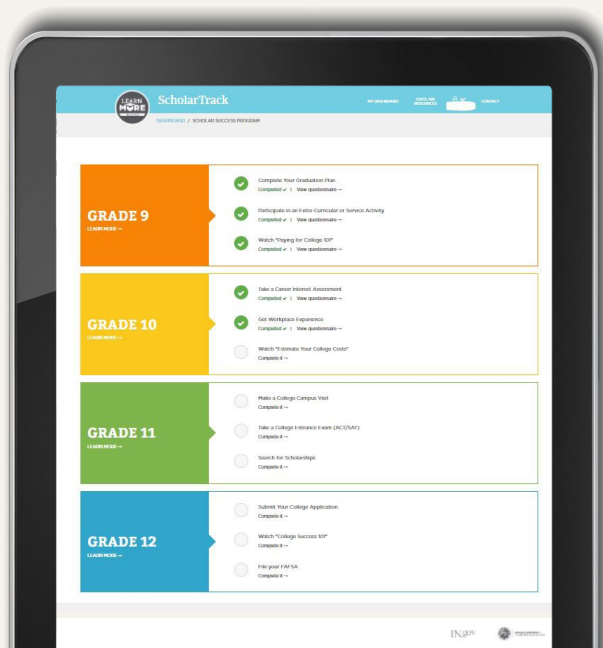 LEARN
MORE
ScholarTrack
MY DASHBOARD
SCHOLAR
RESOURCES
CONTACT
DASHBOARD / SCHOLAR SUCCESS PROGRAM
GRADE 9
LEARN MORE →
Complete Your Graduation Plan
Completed ✔ | View questionnaire →
Participate in an Extra-Curricular or Service Activity
Completed ✔ | View questionnaire →
Watch "Paying for College 101"
Completed ✔ | View questionnaire →
GRADE 10
LEARN MORE →
Take a Career Interest Assessment
Completed ✔ | View questionnaire →
Get Workplace Experience
Completed ✔ | View questionnaire →
Watch "Estimate Your College Costs"
Complete it →
GRADE 11
LEARN MORE →
Make a College Campus Visit
Complete it →
Take a College Entrance Exam (ACT/SAT)
Complete it →
Search for Scholarships
Complete it →
GRADE 12
LEARN MORE →
Submit Your College Application
Complete it →
Watch "College Success 101"
Complete it →
File your FAFSA
Complete it →
IN.gov